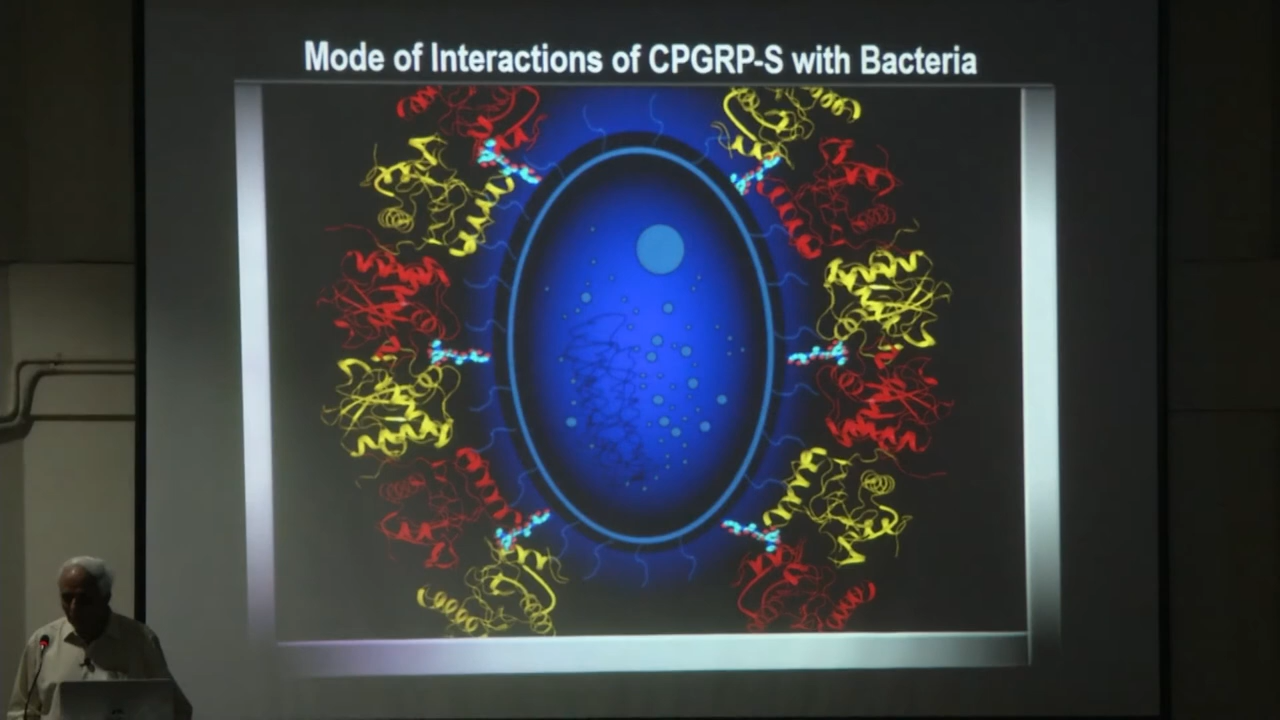 Mode of Interactions of CPGRP-S with Bacteria